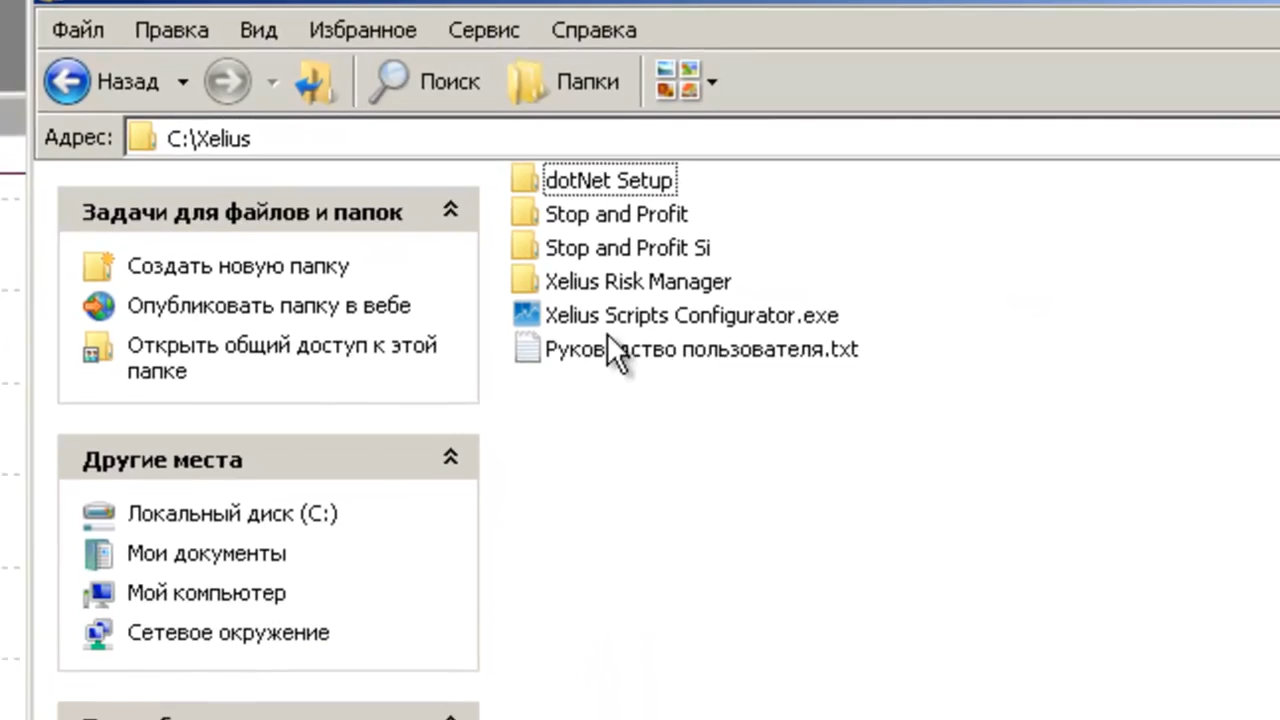 Файл Правка Вид Избранное Сервис Справка
Назад Поиск Папки
Адрес: C:\Xelius
Задачи для файлов и папок
Создать новую папку
Опубликовать папку в вебе
Открыть общий доступ к этой
папке
Другие места
Локальный диск (C:)
Мои документы
Мой компьютер
Сетевое окружение
dotNet Setup
Stop and Profit
Stop and Profit Si
Xelius Risk Manager
Xelius Scripts Configurator.exe
Руководство пользователя.txt